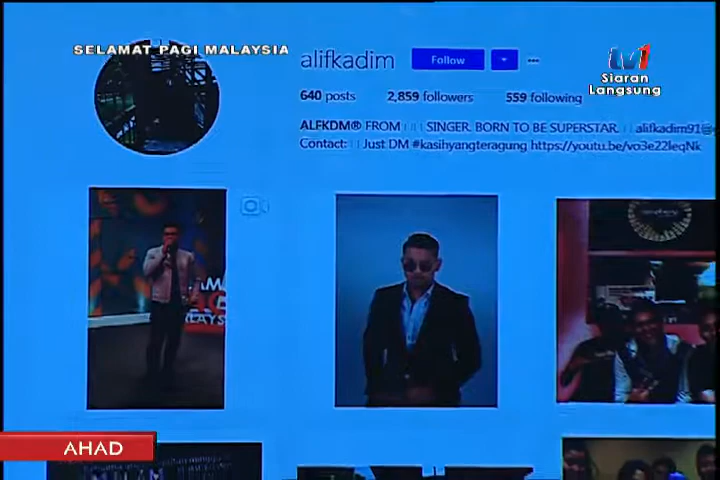 SELAMAT PAGI MALAYSIA
tv1
Siaran
Langsung
alifkadim
Follow
640 posts 2,859 followers 559 following
ALFKDM® FROM SINGER. BORN TO BE SUPERSTAR. alifkadim91@
Contact: Just DM #kasihyangteragung https://youtu.be/vo3e22leqNk
AHAD